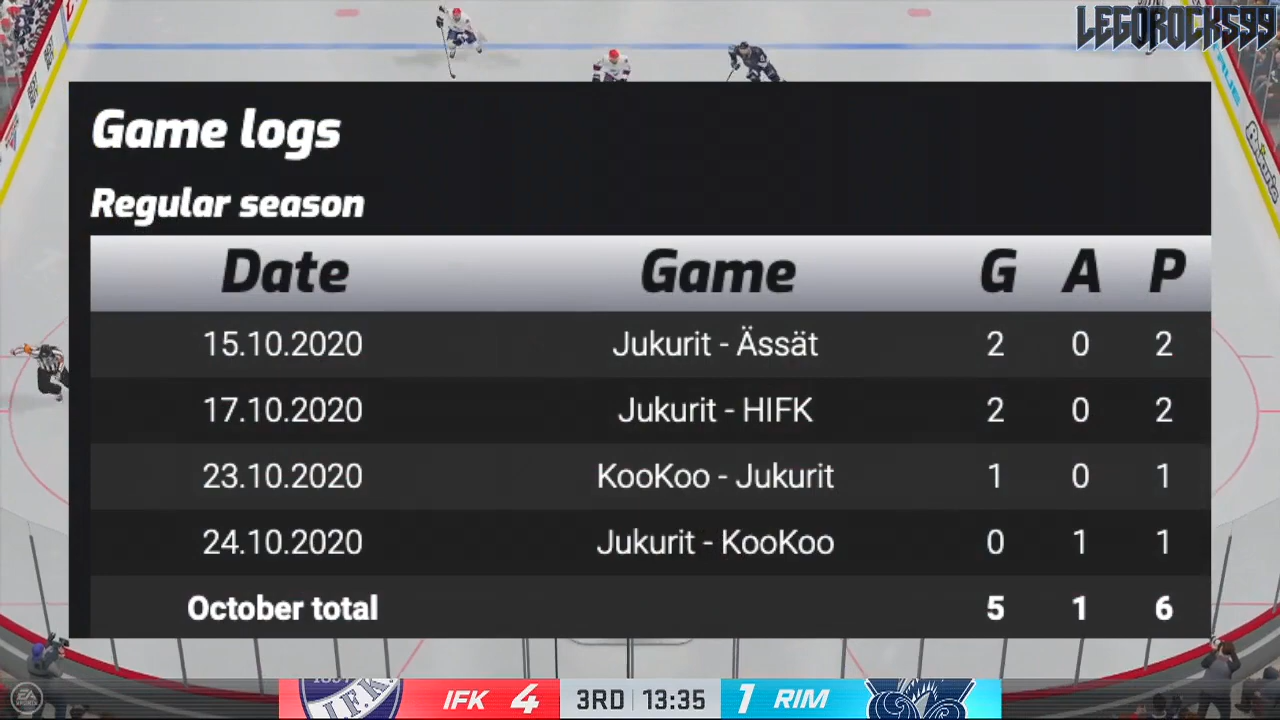 LEGOROCKS99
Game logs
Regular season
Date Game G A P
15.10.2020 Jukurit - Ässät 2 0 2
17.10.2020 Jukurit - HIFK 2 0 2
23.10.2020 KooKoo - Jukurit 1 0 1
24.10.2020 Jukurit - KooKoo 0 1 1
October total 5 1 6
I.F.K. IFK 4 3RD 13:35 1 RIM